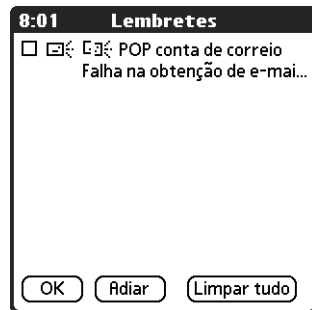 8:01 Lembretes
POP conta de correio
Falha na obtenção de e-mai...
OK Adiar Limpar tudo